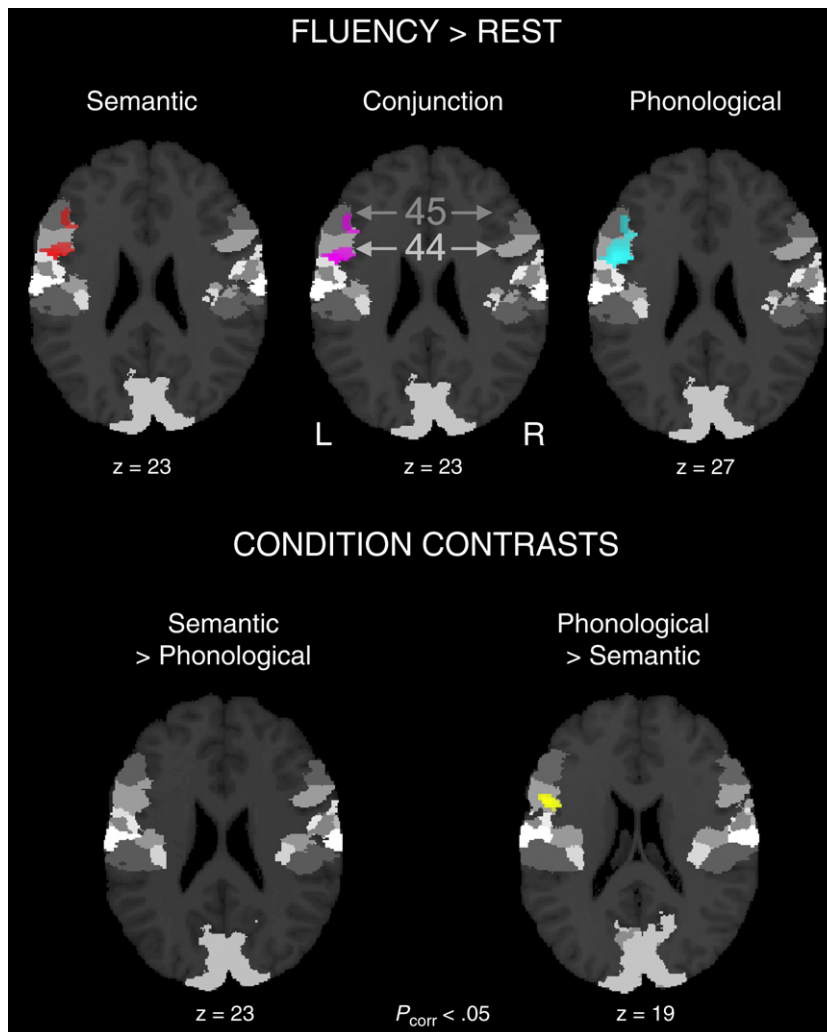 FLUENCY > REST
Semantic
Conjunction
Phonological
45
44
L
R
z = 23
z = 23
z = 27
CONDITION CONTRASTS
Semantic
> Phonological
Phonological
> Semantic
z = 23
Pcorr < .05
z = 19